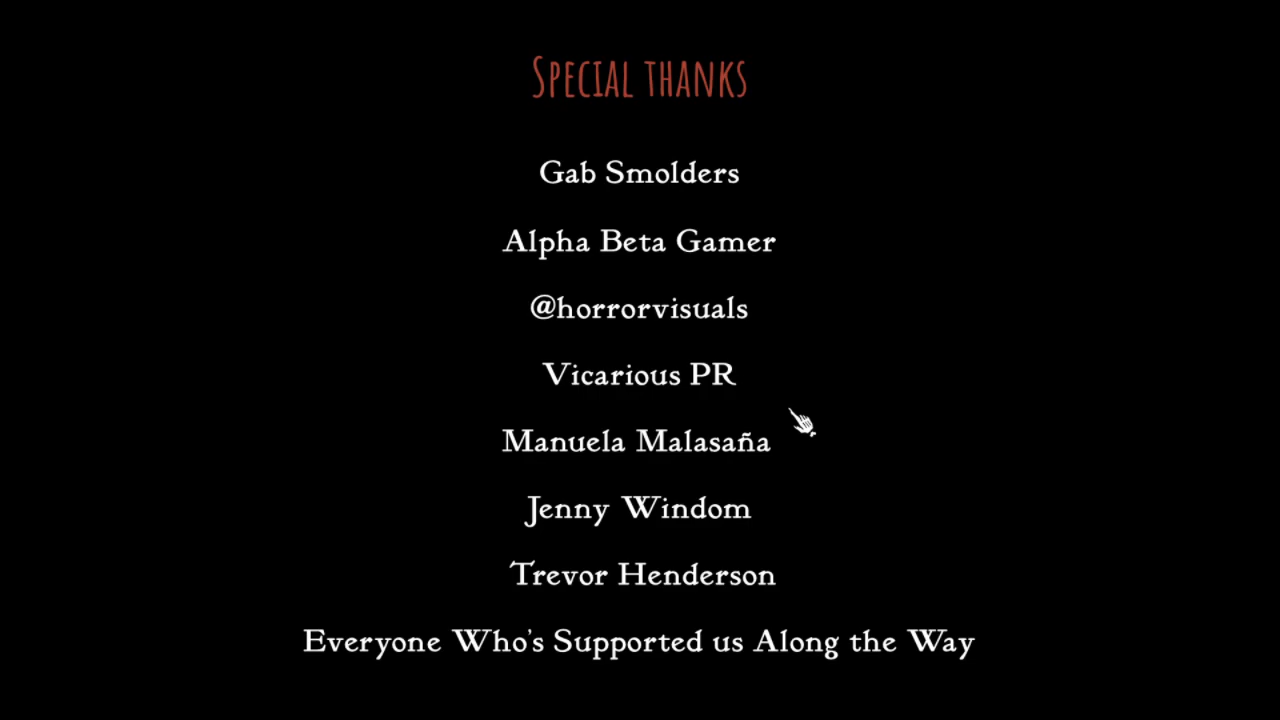 Special thanks
Gab Smolders
Alpha Beta Gamer
@horrorvisuals
Vicarious PR
Manuela Malasaña
Jenny Windom
Trevor Henderson
Everyone Who's Supported us Along the Way